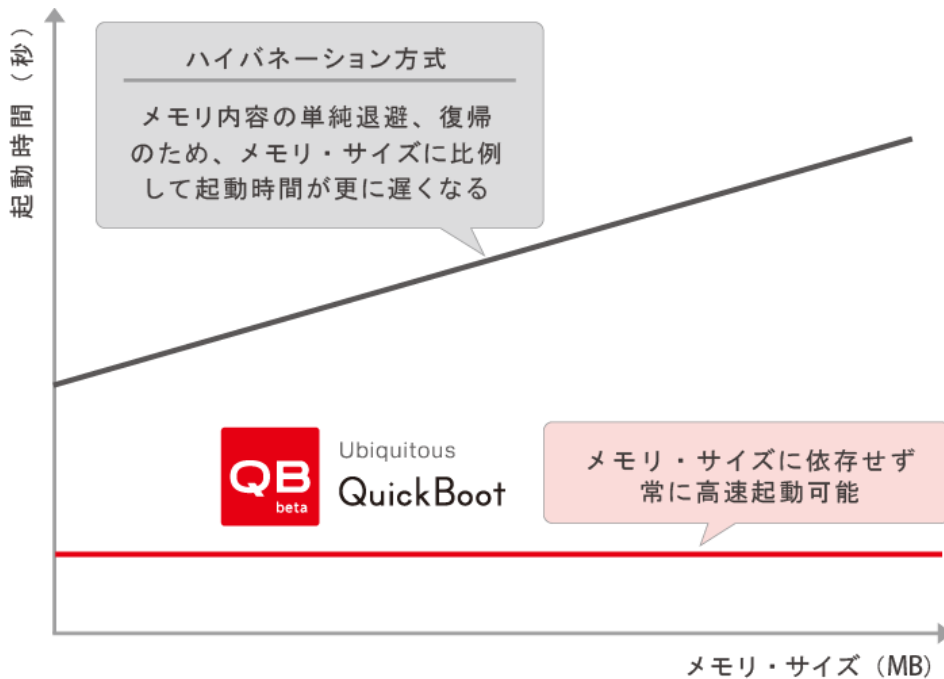 起動時間（秒）
ハイバネーション方式
メモリ内容の単純退避、復帰
のため、メモリ・サイズに比例
して起動時間が更に遅くなる
QB
beta
Ubiquitous
QuickBoot
メモリ・サイズに依存せず
常に高速起動可能
メモリ・サイズ（MB）